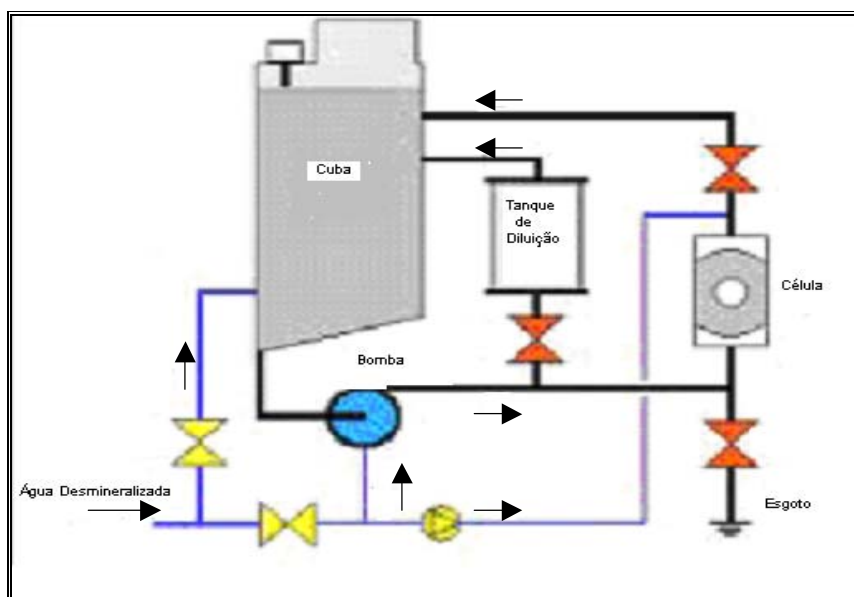 Cuba
Tanque
de
Diluição
Célula
Bomba
Água Desmineralizada
Esgoto